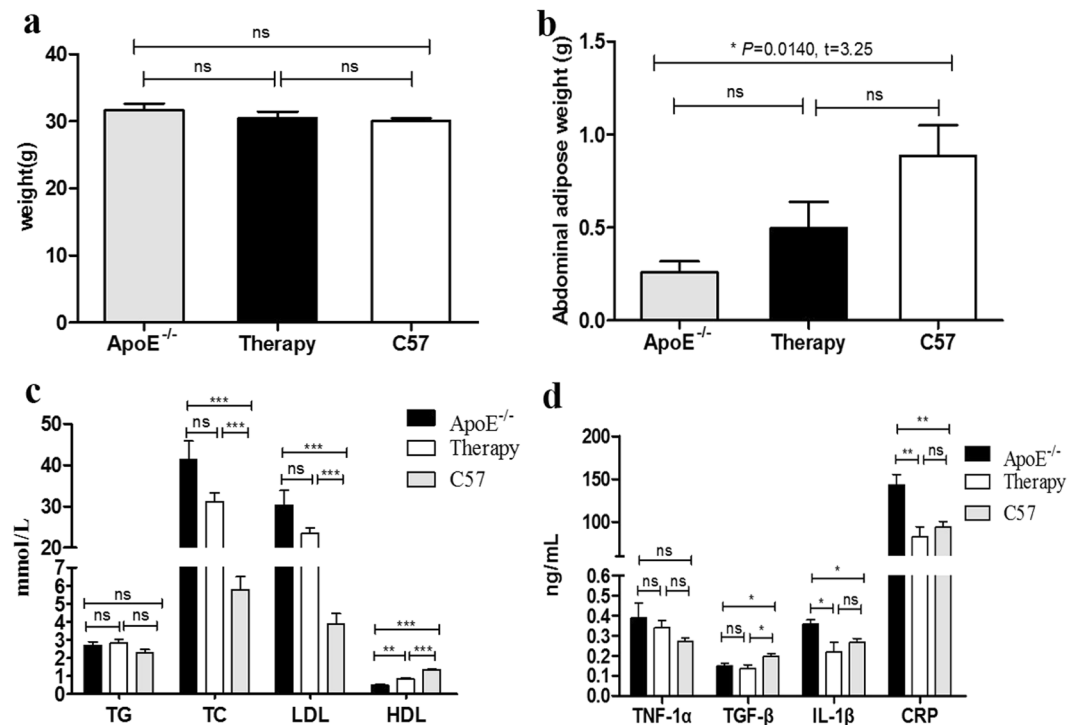 a
ns
ns ns
40
30
20
10
0
weight(g)
ApoE-/- Therapy C57
b
* P=0.0140, t=3.25
ns ns
1.5
1.0
0.5
0.0
Abdominal adipose weight (g)
ApoE-/- Therapy C57
c
ApoE-/-
Therapy
C57
mmol/L
50
40
30
20
7
6
5
4
3
2
1
0
ns
ns ns
***
ns ***
***
ns ***
***
** ***
TG TC LDL HDL
d
ApoE-/-
Therapy
C57
ng/mL
200
150
100
50
0.6
0.5
0.4
0.3
0.2
0.1
0.0
ns
ns ns
*
ns *
*
* ns
**
** ns
TNF-1α TGF-β IL-1β CRP